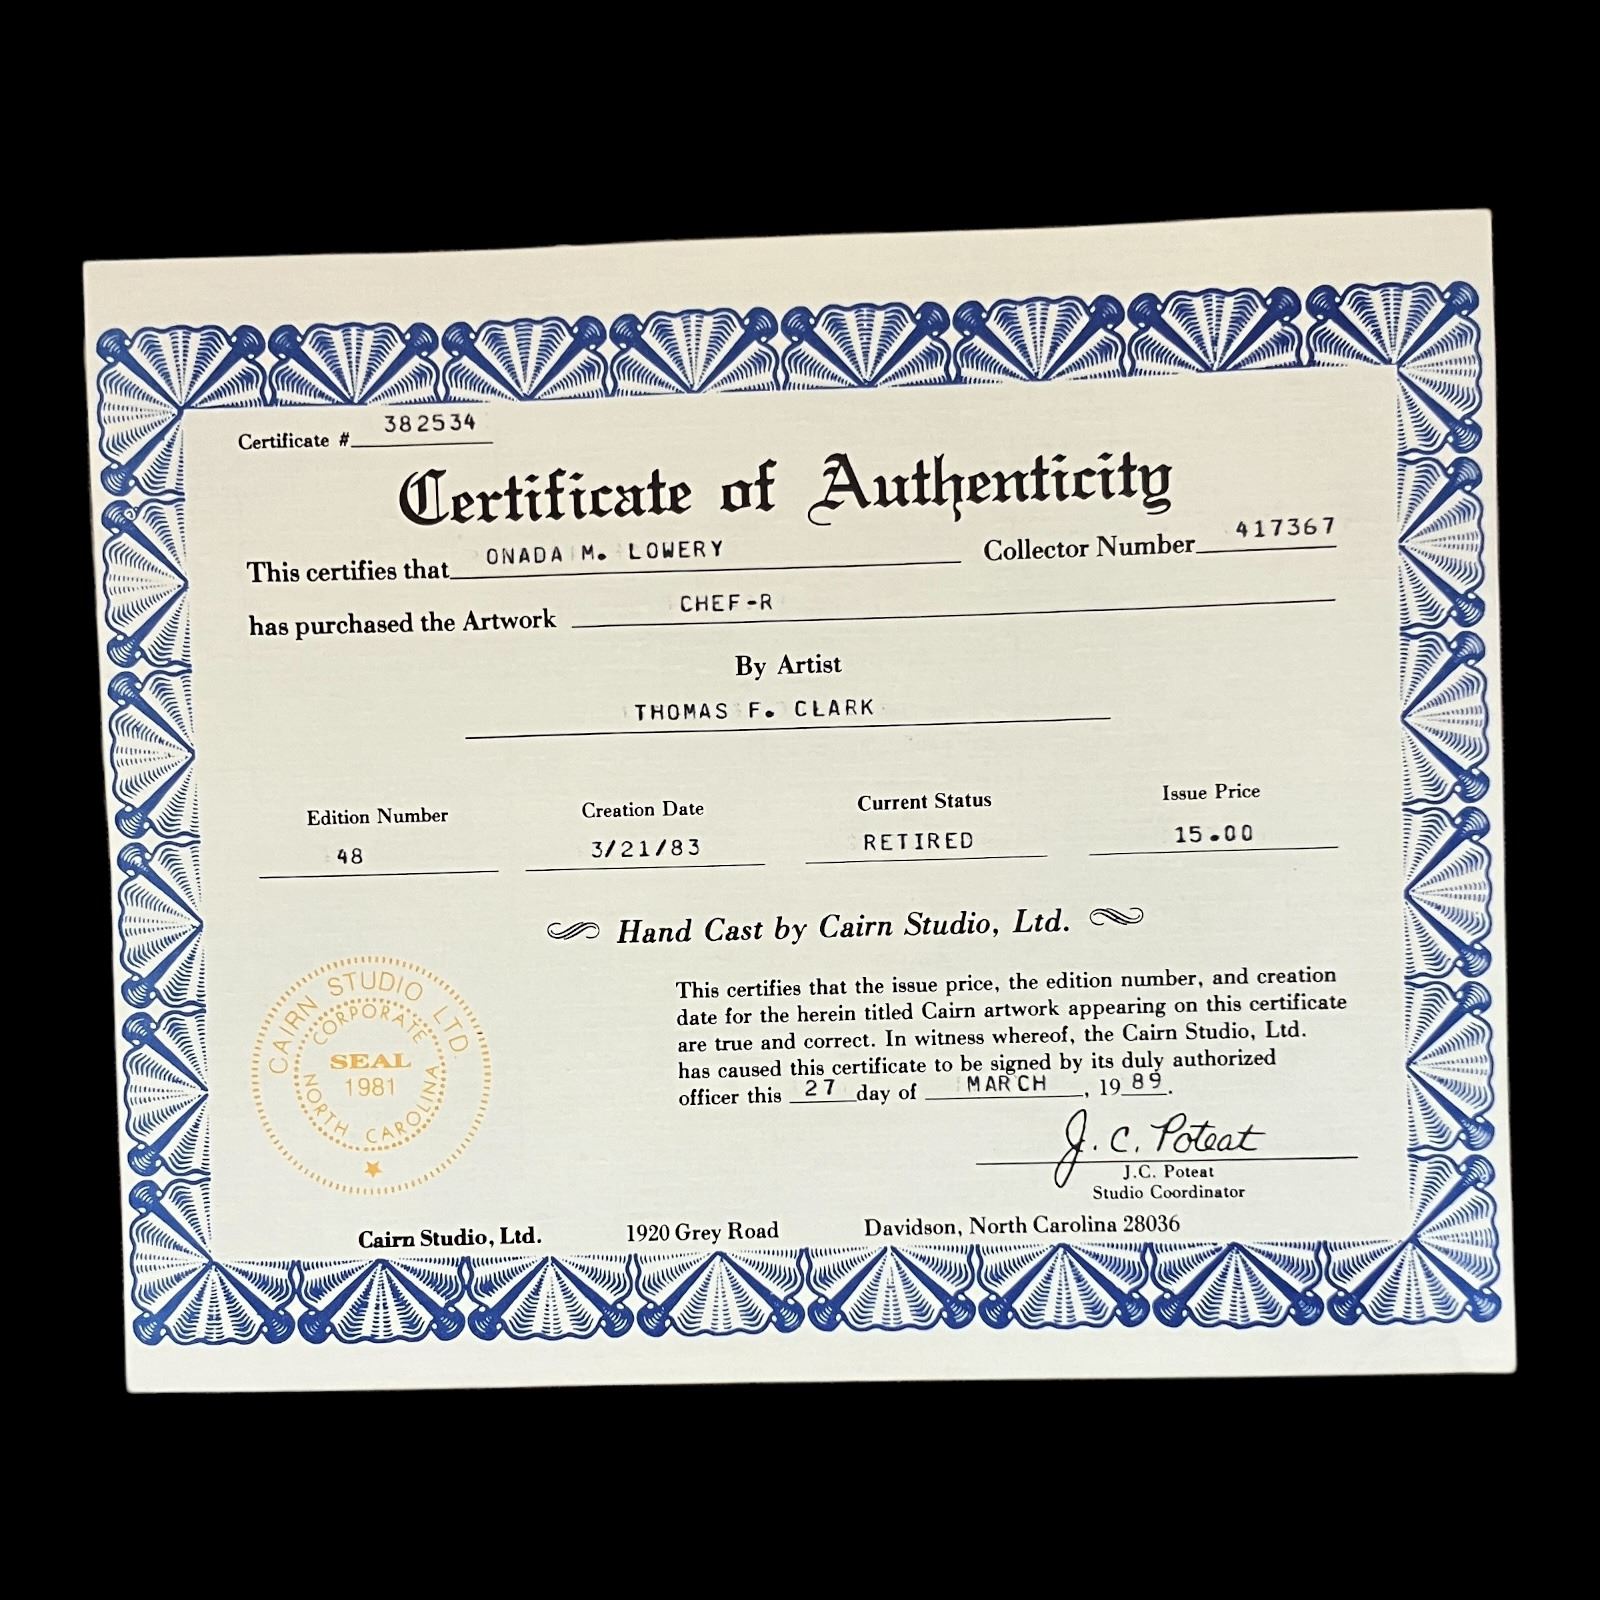 Certificate # 382534
Certificate of Authenticity
This certifies that ONADA M. LOWERY Collector Number 417367
has purchased the Artwork CHEF-R
By Artist
THOMAS F. CLARK
Edition Number Creation Date Current Status Issue Price
48 3/21/83 RETIRED 15.00
Hand Cast by Cairn Studio, Ltd.
This certifies that the issue price, the edition number, and creation
date for the herein titled Cairn artwork appearing on this certificate
are true and correct. In witness whereof, the Cairn Studio, Ltd.
has caused this certificate to be signed by its duly authorized
officer this 27 day of MARCH, 1989.
CAIRN STUDIO LTD.
CORPORATE
SEAL
1981
NORTH CAROLINA
J. C. Poteat
J.C. Poteat
Studio Coordinator
Cairn Studio, Ltd. 1920 Grey Road Davidson, North Carolina 28036